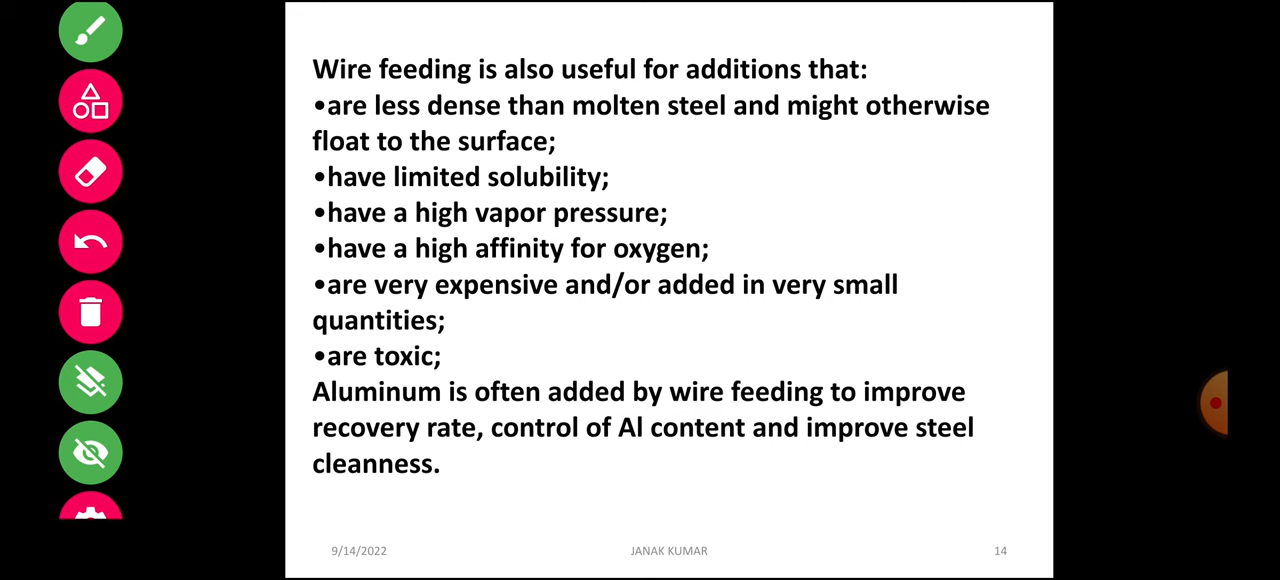 Wire feeding is also useful for additions that:
•are less dense than molten steel and might otherwise
float to the surface;
•have limited solubility;
•have a high vapor pressure;
•have a high affinity for oxygen;
•are very expensive and/or added in very small
quantities;
•are toxic;
Aluminum is often added by wire feeding to improve
recovery rate, control of Al content and improve steel
cleanness.
9/14/2022 JANAK KUMAR 14